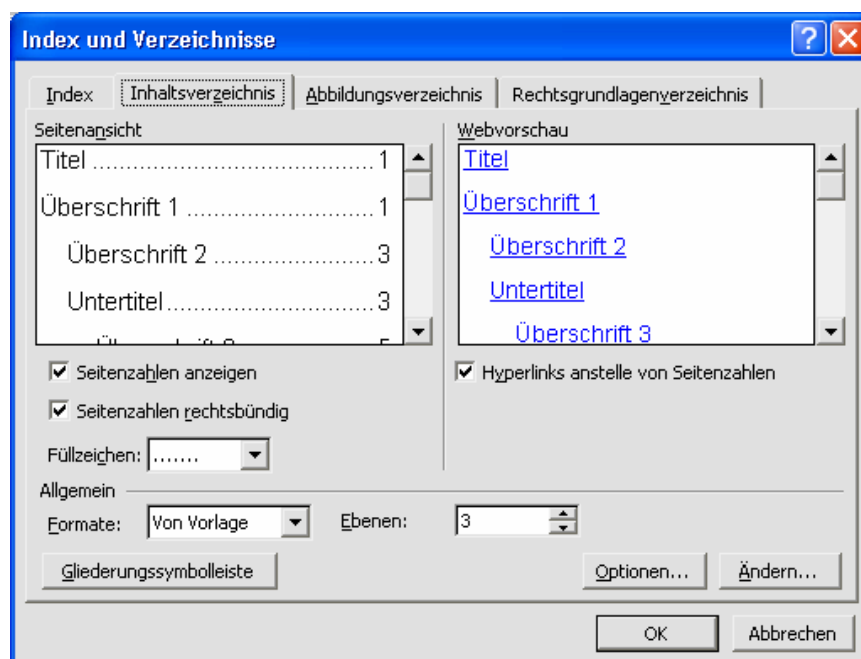 Index und Verzeichnisse
Index Inhaltsverzeichnis Abbildungsverzeichnis Rechtsgrundlagenverzeichnis
Seitenansicht
Titel ................................ 1
Überschrift 1 ..................... 1
Überschrift 2 .................. 3
Untertitel ........................ 3
Webvorschau
Titel
Überschrift 1
Überschrift 2
Untertitel
Überschrift 3
Seitenzahlen anzeigen
Seitenzahlen rechtsbündig
Füllzeichen: .......
Hyperlinks anstelle von Seitenzahlen
Allgemein
Formate: Von Vorlage Ebenen: 3
Gliederungssymbolleiste Optionen... Ändern...
OK Abbrechen